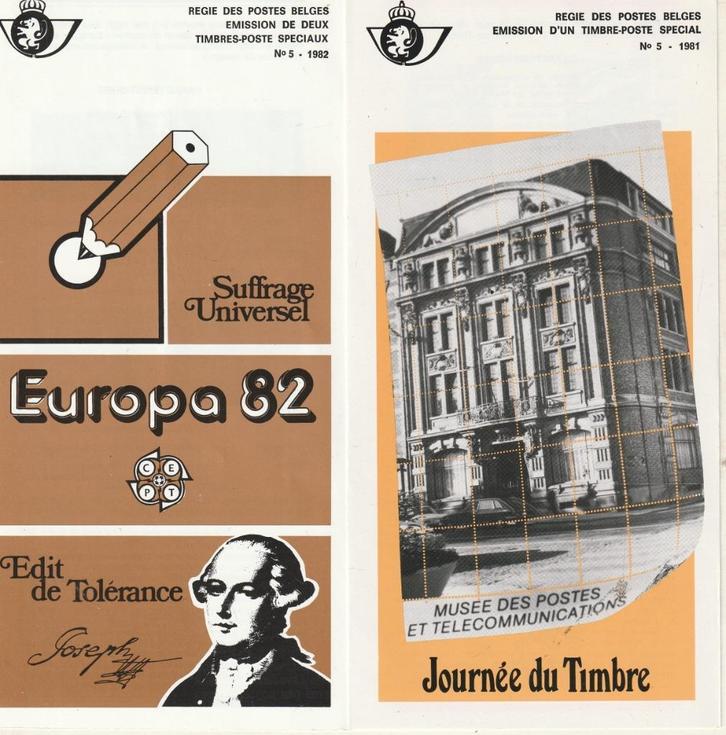 REGIE DES POSTES BELGES
EMISSION DE DEUX
TIMBRES-POSTE SPECIAUX
No 5 - 1982
Suffrage
Universel
Europa 82
C E
P T
Edit
de Tolérance
Joseph
REGIE DES POSTES BELGES
EMISSION D'UN TIMBRE-POSTE SPECIAL
No 5 - 1981
MUSEE DES POSTES
ET TELECOMMUNICATIONS
Journée du Timbre